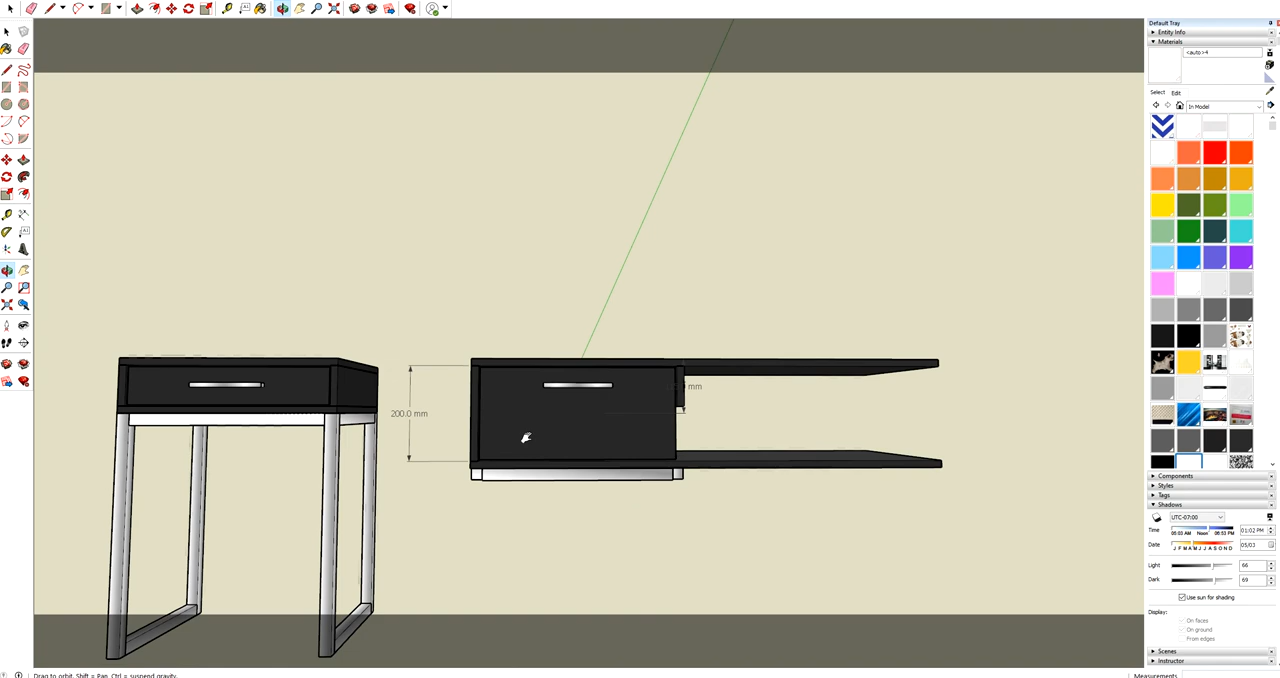 Default Tray
Entity Info
Materials
<auto>4
Select
Edit
In Model
mm
200.0 mm
Components
Styles
Tags
Shadows
UTC-07:00
Time
05:03 AM Noon 06:53 PM
01:02 PM
Date
J F M A M J J A S O N D
05/03
Light
66
Dark
69
Use sun for shading
Display:
On faces
On ground
From edges
Scenes
Instructor
Drag to orbit. Shift = Pan, Ctrl = suspend gravity.
Measurements